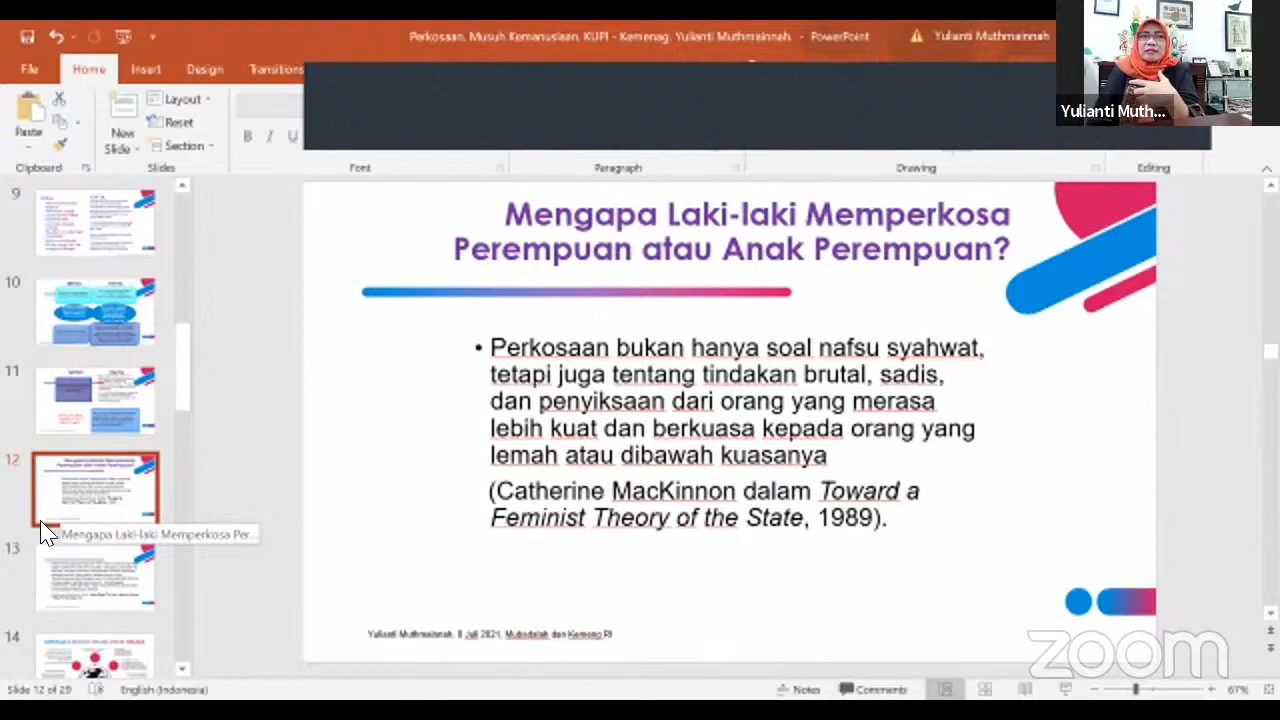 Perkosaan, Musuh Kemanusiaan, KUPI - Kemenag. Yulianti Muthmainnah. - PowerPoint
Yulianti Muthmainnah
File Home Insert Design Transitions
Paste
New
Slide
Layout
Reset
Section
B I U
Clipboard Slides Font Paragraph Drawing Editing
Yulianti Muth...
9
10
11
12
13
14
Mengapa Laki-laki Memperkosa Per...
Mengapa Laki-laki Memperkosa
Perempuan atau Anak Perempuan?
• Perkosaan bukan hanya soal nafsu syahwat,
tetapi juga tentang tindakan brutal, sadis,
dan penyiksaan dari orang yang merasa
lebih kuat dan berkuasa kepada orang yang
lemah atau dibawah kuasanya
(Catherine MacKinnon dalam Toward a
Feminist Theory of the State, 1989).
Yulianti Muthmainnah. 8 Juli 2021, Mubadalah dan Kemeng RI
zoom
Slide 12 of 29 English (Indonesia) Notes Comments 67%